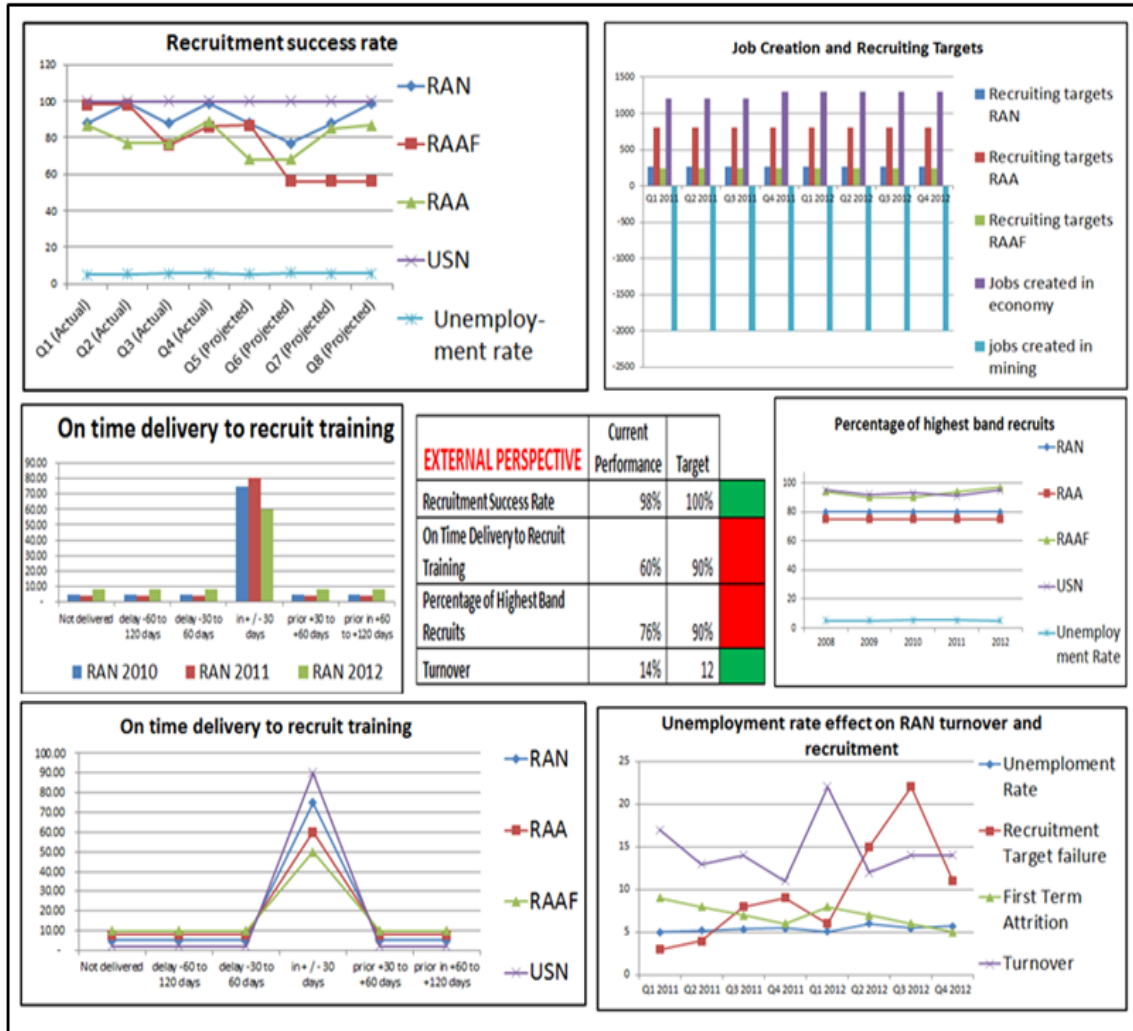 Recruitment success rate
120
100
80
60
40
20
0
Q1 (Actual)
Q2 (Actual)
Q3 (Actual)
Q4 (Actual)
Q5 (Projected)
Q6 (Projected)
Q7 (Projected)
Q8 (Projected)
RAN
RAAF
RAA
USN
Unemploy-
ment rate
Job Creation and Recruiting Targets
1500
1000
500
0
-500
-1000
-1500
-2000
-2500
Q1 2011 Q2 2011 Q3 2011 Q4 2011 Q1 2012 Q2 2012 Q3 2012 Q4 2012
Recruiting targets
RAN
Recruiting targets
RAA
Recruiting targets
RAAF
Jobs created in
economy
jobs created in
mining
On time delivery to recruit training
90.00
80.00
70.00
60.00
50.00
40.00
30.00
20.00
10.00
-
Not delivered delay -60 to delay -30 to in + / - 30 prior +30 to prior in +60
120 days 60 days days +60 days to +120 days
RAN 2010 RAN 2011 RAN 2012
Current
EXTERNAL PERSPECTIVE Performance Target
Recruitment Success Rate 98% 100%
On Time Delivery to Recruit
Training 60% 90%
Percentage of Highest Band
Recruits 76% 90%
Turnover 14% 12
Percentage of highest band recruits
100
80
60
40
20
0
2008 2009 2010 2011 2012
RAN
RAA
RAAF
USN
Unemploy
ment Rate
On time delivery to recruit training
100.00
90.00
80.00
70.00
60.00
50.00
40.00
30.00
20.00
10.00
-
Not delivered delay -60 to delay -30 to in + / - 30 prior +30 to prior in +60 to
120 days 60 days days +60 days +120 days
RAN
RAA
RAAF
USN
Unemployment rate effect on RAN turnover and
recruitment
25
20
15
10
5
0
Q1 2011 Q2 2011 Q3 2011 Q4 2011 Q1 2012 Q2 2012 Q3 2012 Q4 2012
Unemploment
Rate
Recruitment
Target failure
First Term
Attrition
Turnover